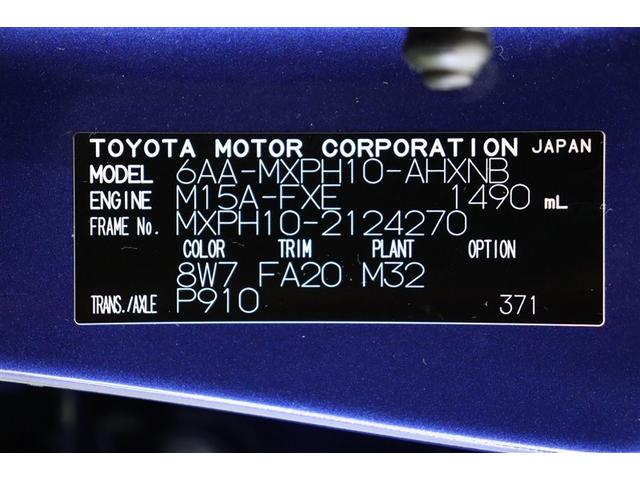 TOYOTA MOTOR CORPORATION JAPAN
MODEL 6AA-MXPH10-AHXNB
ENGINE M15A-FXE 1490 mL
FRAME No. MXPH10-2124270
COLOR TRIM PLANT OPTION
8W7 FA20 M32
TRANS./AXLE P910 371